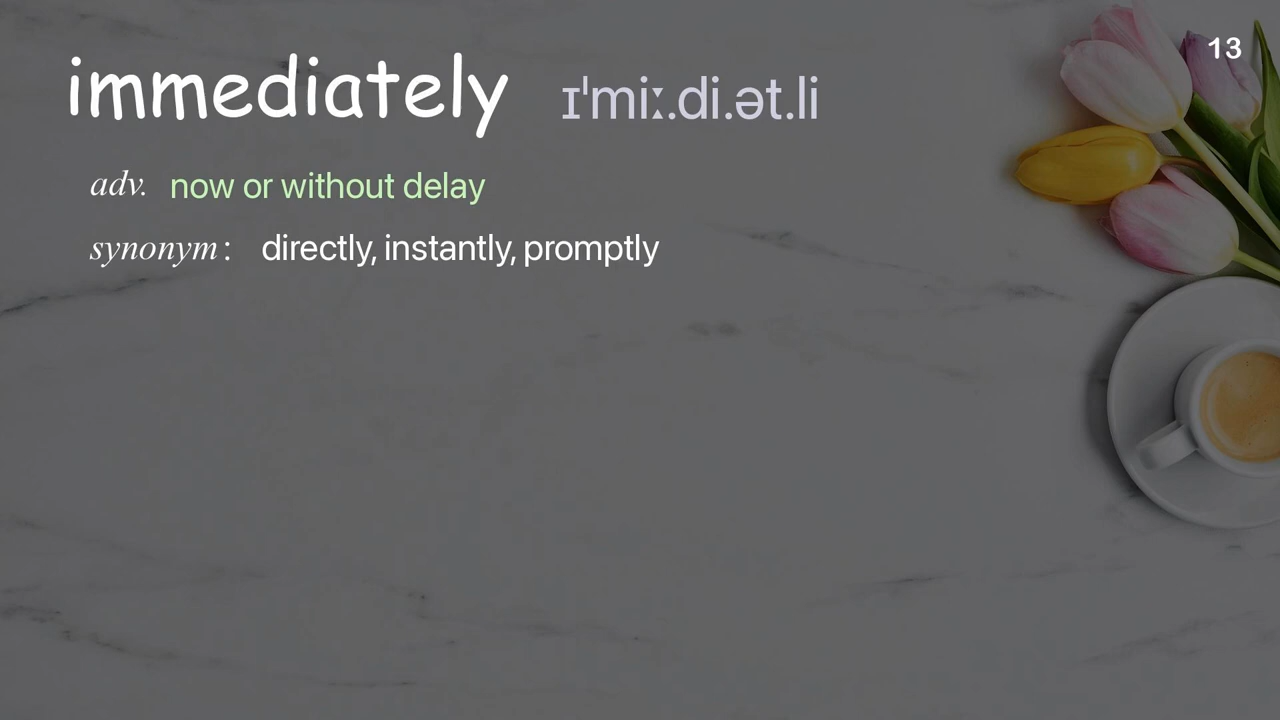 13
immediately ɪˈmiː.di.ət.li
adv. now or without delay
synonym : directly, instantly, promptly